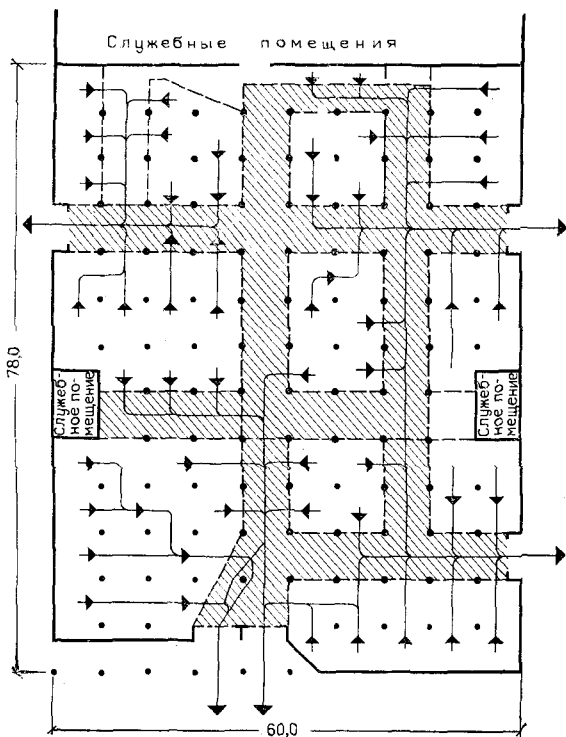 Служебные помещения
78,0
Служеб-
ное по-
мещение
Служеб-
ное по-
мещение
60,0